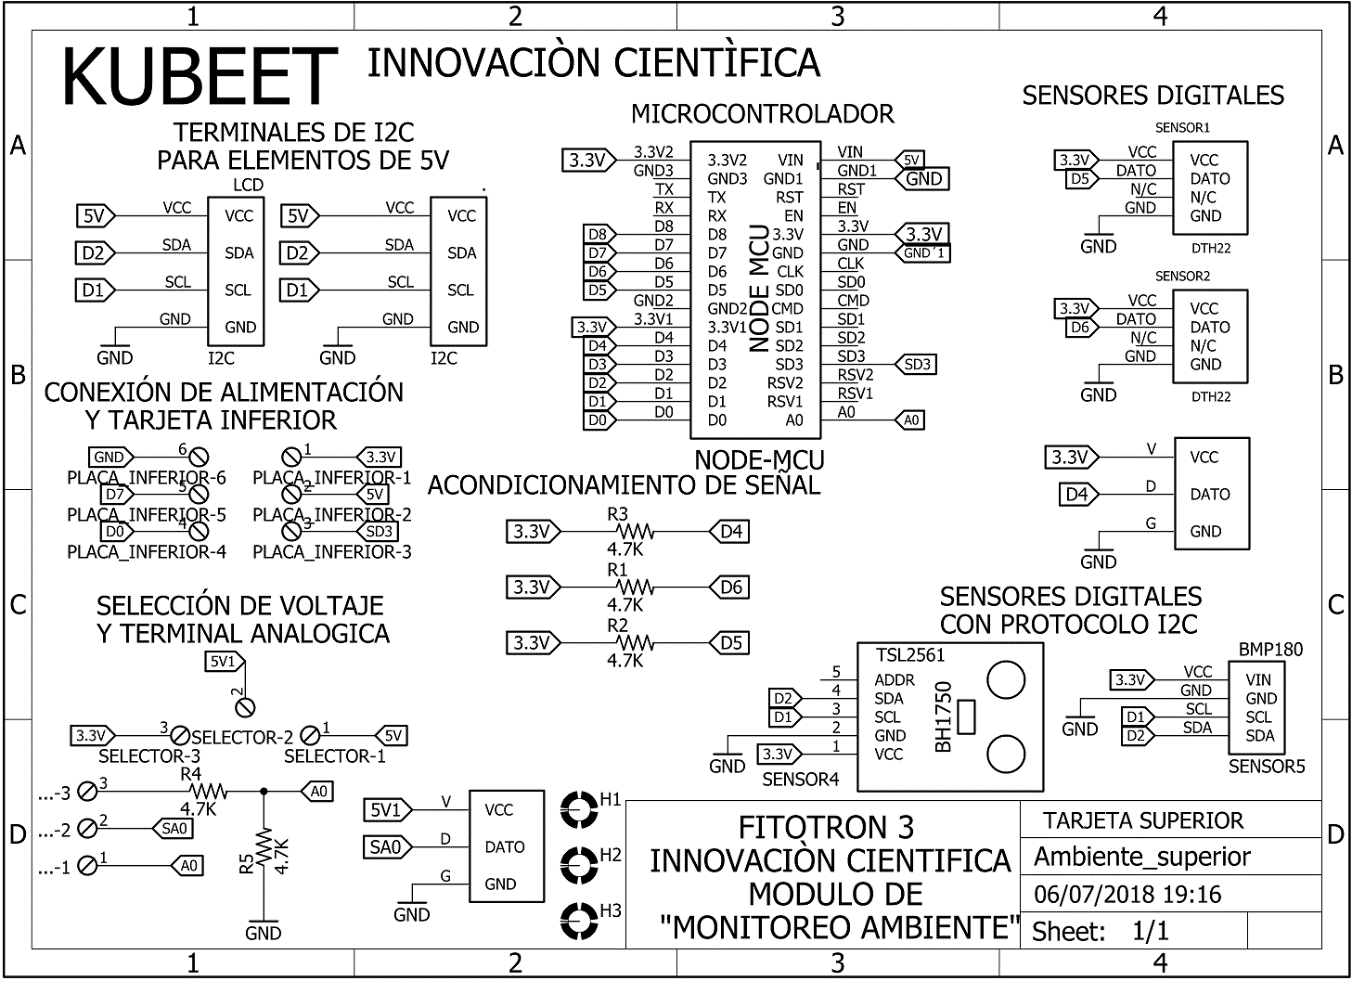 1 2 3 4
A
B
C
D
KUBEET INNOVACIÒN CIENTÌFICA
TERMINALES DE I2C
PARA ELEMENTOS DE 5V
LCD
5V VCC VCC
D2 SDA SDA
D1 SCL SCL
GND GND
GND
I2C
5V VCC VCC
D2 SDA SDA
D1 SCL SCL
GND GND
GND
I2C
MICROCONTROLADOR
3.3V 3.3V2 3.3V2 VIN VIN 5V
GND3 GND3 GND1 GND1 GND
TX TX RST RST
RX RX EN EN
D8 D8 D8 3.3V 3.3V 3.3V
D7 D7 D7 GND GND GND´1
D6 D6 D6 CLK CLK
D5 D5 D5 SD0 SD0
GND2 GND2 CMD CMD
3.3V 3.3V1 3.3V1 SD1 SD1
D4 D4 D4 SD2 SD2
D3 D3 D3 SD3 SD3 SD3
D2 D2 D2 RSV2 RSV2
D1 D1 D1 RSV1 RSV1
D0 D0 D0 A0 A0 A0
NODE MCU
NODE-MCU
SENSORES DIGITALES
SENSOR1
3.3V VCC VCC
D5 DATO DATO
N/C N/C
GND GND
GND
DTH22
SENSOR2
3.3V VCC VCC
D6 DATO DATO
N/C N/C
GND GND
GND
DTH22
3.3V V VCC
D4 D DATO
G GND
GND
CONEXIÓN DE ALIMENTACIÓN
Y TARJETA INFERIOR
GND 6 1 3.3V
PLACA_INFERIOR-6 PLACA_INFERIOR-1
D7 5 2 5V
PLACA_INFERIOR-5 PLACA_INFERIOR-2
D0 4 3 SD3
PLACA_INFERIOR-4 PLACA_INFERIOR-3
ACONDICIONAMIENTO DE SEÑAL
3.3V R3 4.7K D4
3.3V R1 4.7K D6
3.3V R2 4.7K D5
SELECCIÓN DE VOLTAJE
Y TERMINAL ANALOGICA
5V1
2
3.3V 3 SELECTOR-2 1 5V
SELECTOR-3 SELECTOR-1
...-3 3 R4 4.7K A0
...-2 2 SA0
...-1 1 A0
R5 4.7K
GND
5V1 V VCC
SA0 D DATO
G GND
GND
H1
H2
H3
SENSORES DIGITALES
CON PROTOCOLO I2C
TSL2561
5 ADDR
D2 4 SDA
D1 3 SCL
2 GND
GND
3.3V 1 VCC
SENSOR4
BH1750
BMP180
3.3V VCC VIN
GND GND
GND
D1 SCL SCL
D2 SDA SDA
SENSOR5
FITOTRON 3
INNOVACIÒN CIENTIFICA
MODULO DE
"MONITOREO AMBIENTE"
TARJETA SUPERIOR
Ambiente_superior
06/07/2018 19:16
Sheet: 1/1
A
B
C
D
1 2 3 4